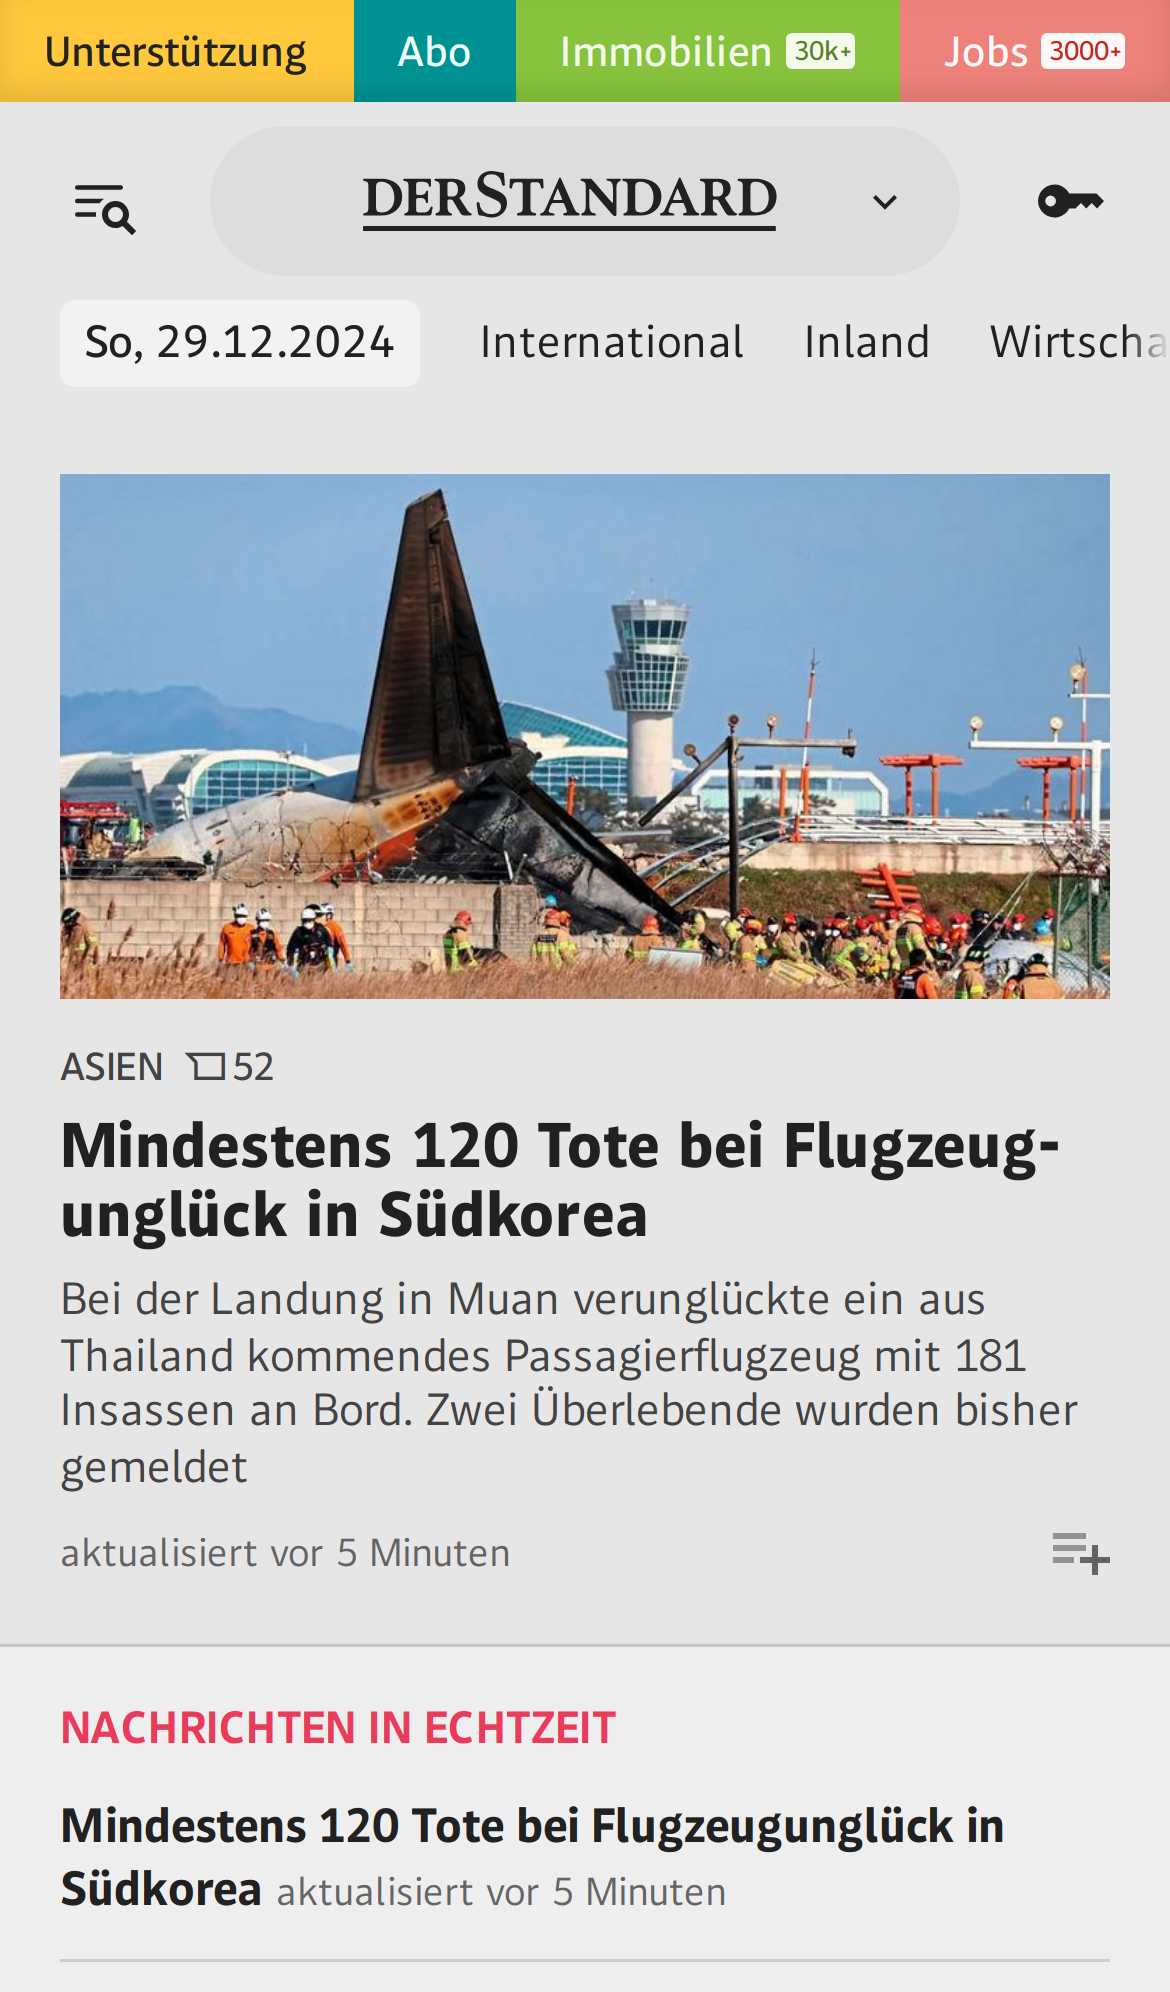 Unterstützung Abo Immobilien 30k+ Jobs 3000+
DERSTANDARD
So, 29.12.2024 International Inland Wirtscha
ASIEN 52
Mindestens 120 Tote bei Flugzeug-
unglück in Südkorea
Bei der Landung in Muan verunglückte ein aus
Thailand kommendes Passagierflugzeug mit 181
Insassen an Bord. Zwei Überlebende wurden bisher
gemeldet
aktualisiert vor 5 Minuten
NACHRICHTEN IN ECHTZEIT
Mindestens 120 Tote bei Flugzeugunglück in
Südkorea aktualisiert vor 5 Minuten